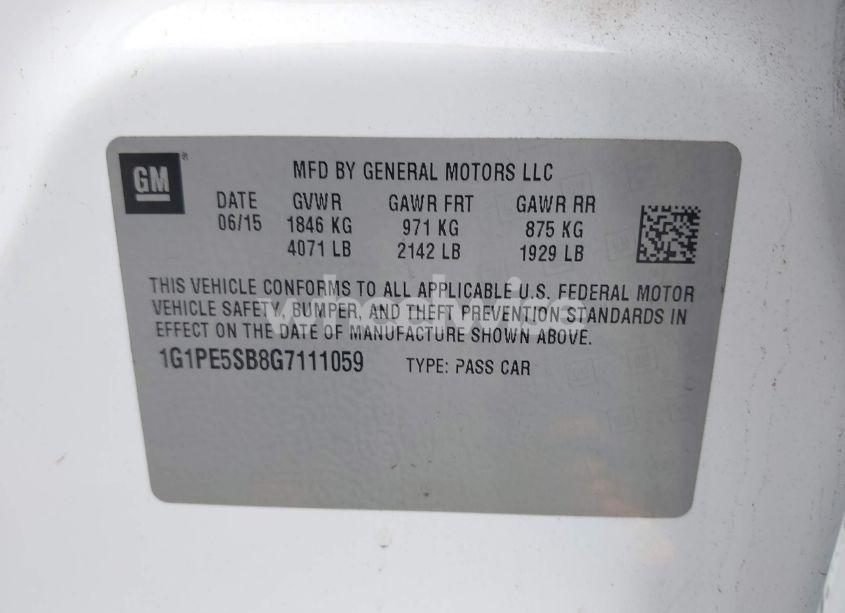 GM®
MFD BY GENERAL MOTORS LLC
DATE GVWR GAWR FRT GAWR RR
06/15 1846 KG 971 KG 875 KG
4071 LB 2142 LB 1929 LB
THIS VEHICLE CONFORMS TO ALL APPLICABLE U.S. FEDERAL MOTOR
VEHICLE SAFETY, BUMPER, AND THEFT PREVENTION STANDARDS IN
EFFECT ON THE DATE OF MANUFACTURE SHOWN ABOVE.
1G1PE5SB8G7111059 TYPE: PASS CAR